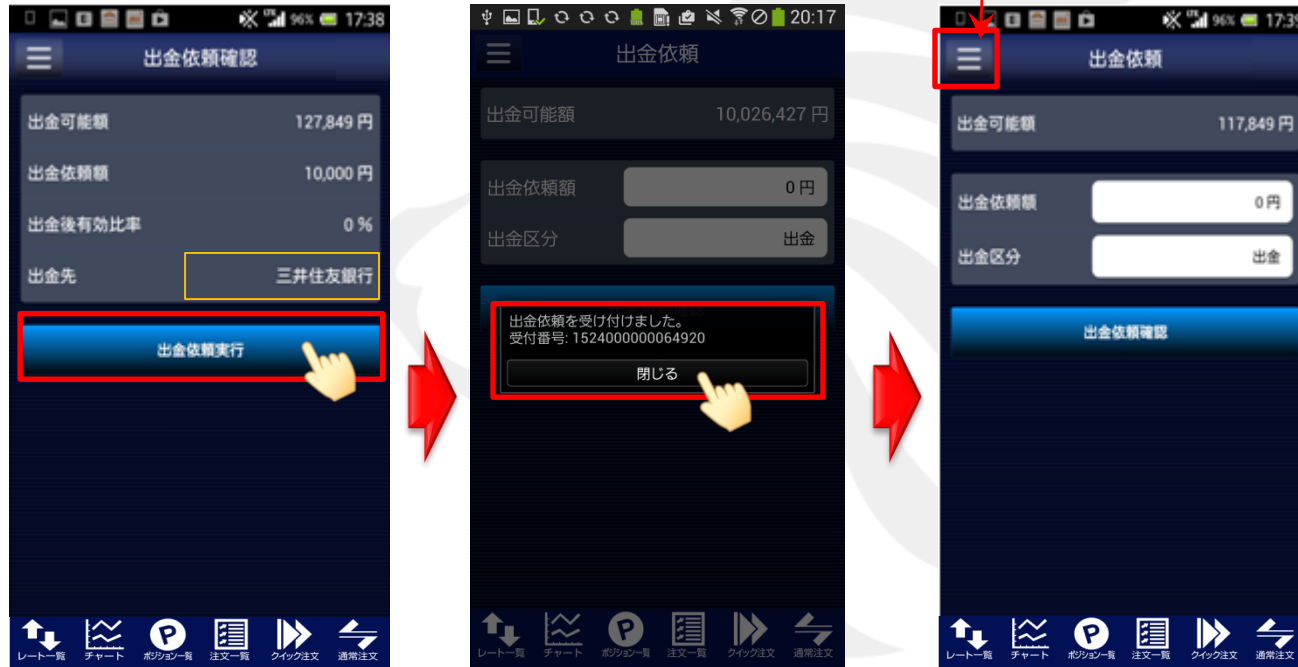 96% 17:38
出金依頼確認
出金可能額 127,849 円
出金依頼額 10,000 円
出金後有効比率 0 %
出金先 三井住友銀行
出金依頼実行
レート一覧 チャート ポジション一覧 注文一覧 クイック注文 通常注文
20:17
出金依頼
出金可能額 10,026,427 円
出金依頼額 0 円
出金区分 出金
出金依頼を受け付けました。
受付番号: 1524000000064920
閉じる
レート一覧 チャート ポジション一覧 注文一覧 クイック注文 通常注文
96% 17:39
出金依頼
出金可能額 117,849 円
出金依頼額 0 円
出金区分 出金
出金依頼確認
レート一覧 チャート ポジション一覧 注文一覧 クイック注文 通常注文